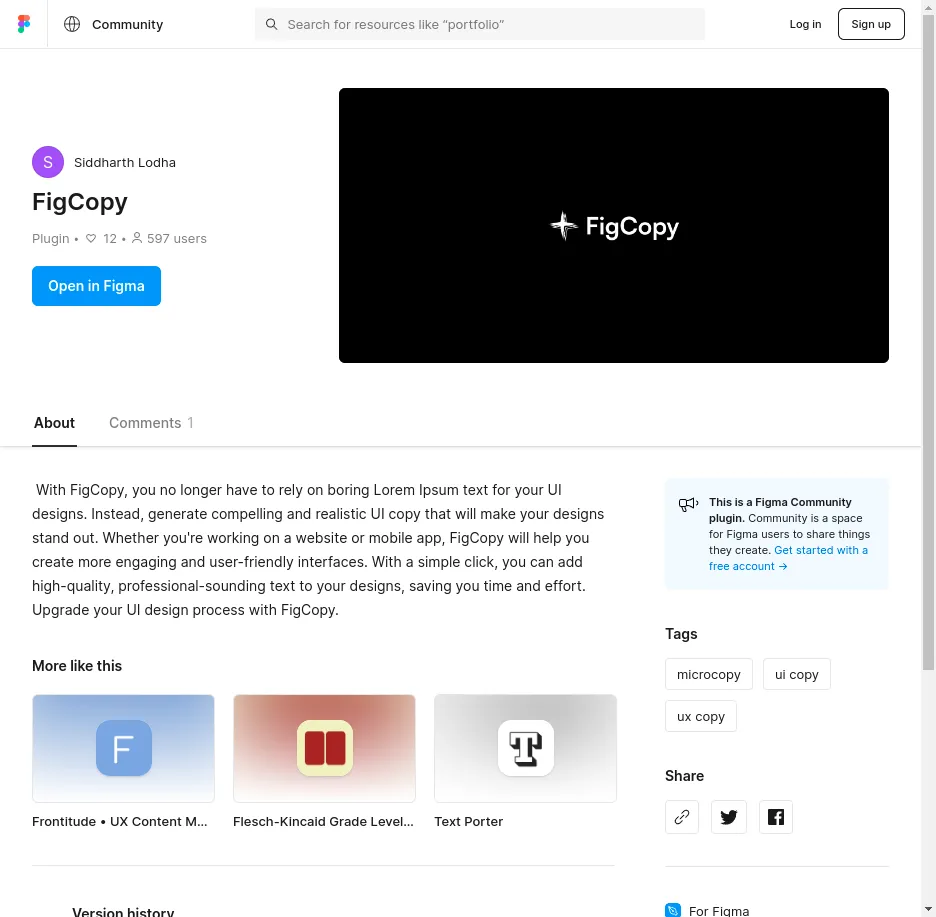 Community
Search for resources like “portfolio”
Log in
Sign up
S
Siddharth Lodha
FigCopy
Plugin • 12 • 597 users
Open in Figma
FigCopy
About
Comments 1
With FigCopy, you no longer have to rely on boring Lorem Ipsum text for your UI
designs. Instead, generate compelling and realistic UI copy that will make your designs
stand out. Whether you're working on a website or mobile app, FigCopy will help you
create more engaging and user-friendly interfaces. With a simple click, you can add
high-quality, professional-sounding text to your designs, saving you time and effort.
Upgrade your UI design process with FigCopy.
More like this
F
Frontitude • UX Content M...
Flesch-Kincaid Grade Level...
T
Text Porter
Version history
This is a Figma Community
plugin. Community is a space
for Figma users to share things
they create. Get started with a
free account →
Tags
microcopy
ui copy
ux copy
Share
For Figma